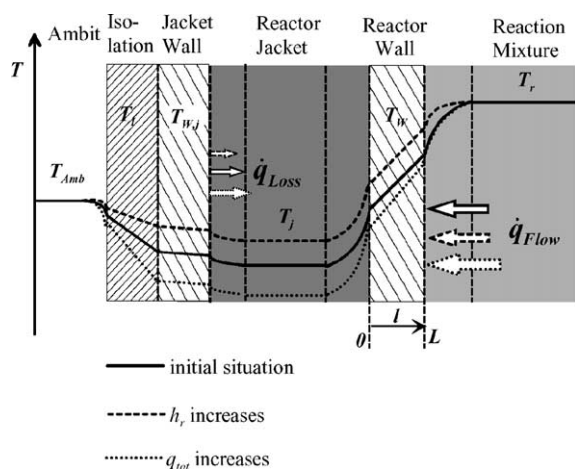 Ambit
Iso-
lation
Jacket
Wall
Reactor
Jacket
Reactor
Wall
Reaction
Mixture
T
T_Amb
T_I
T_W,j
q̇_Loss
T_j
T_W
T_r
q̇_Flow
l
0
L
initial situation
h_r increases
q_tot increases